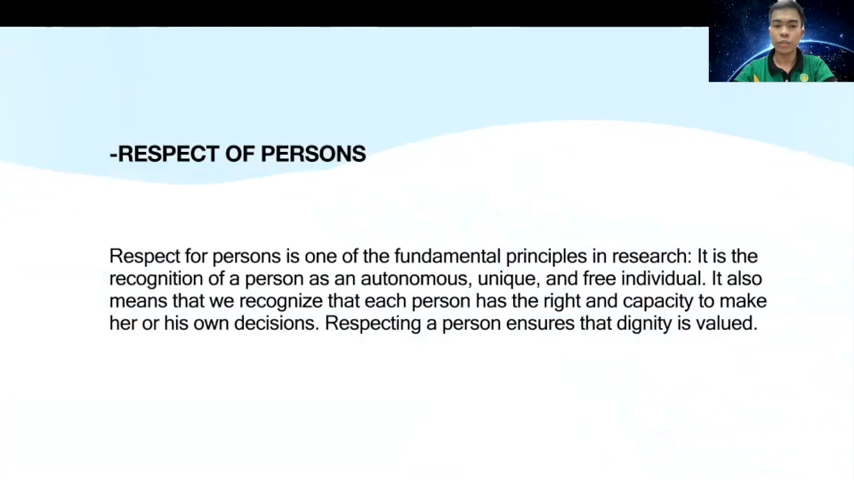 -RESPECT OF PERSONS
Respect for persons is one of the fundamental principles in research: It is the
recognition of a person as an autonomous, unique, and free individual. It also
means that we recognize that each person has the right and capacity to make
her or his own decisions. Respecting a person ensures that dignity is valued.